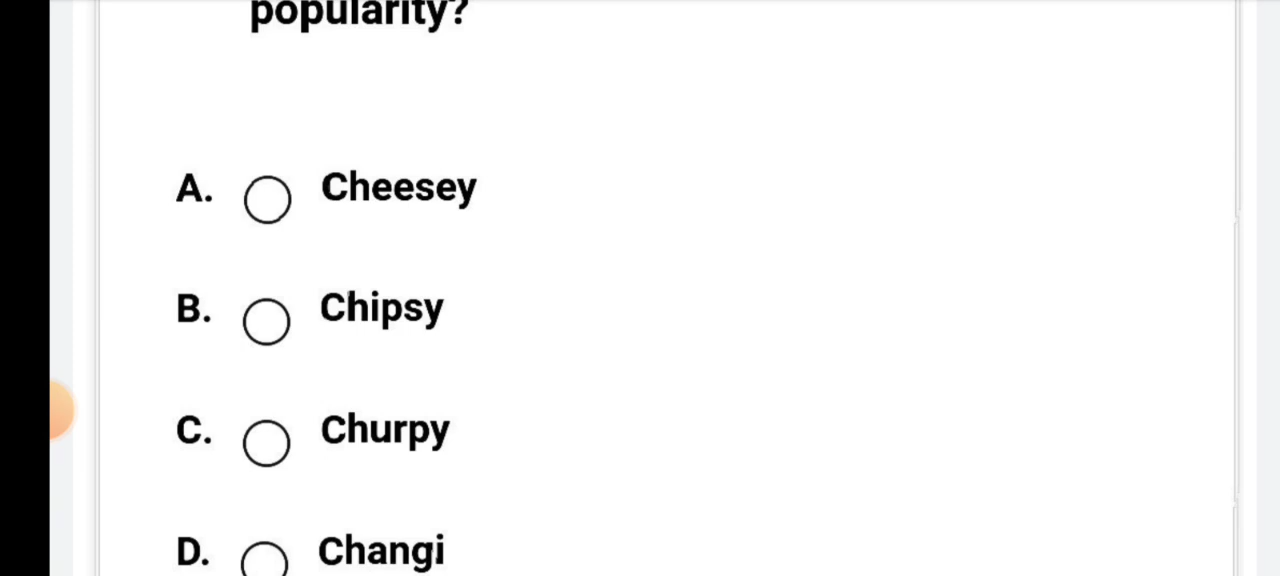 popularity?
A. Cheesey
B. Chipsy
C. Churpy
D. Changi